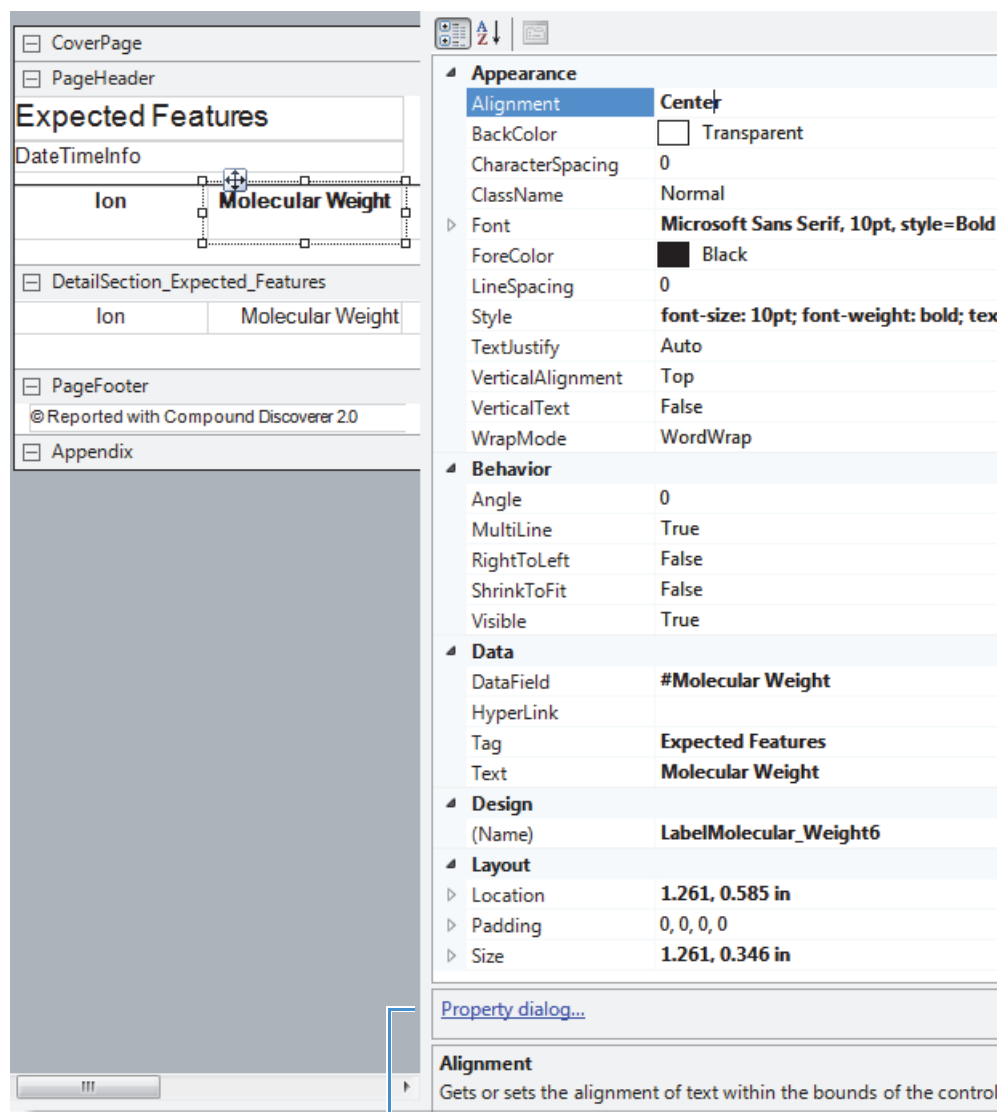 CoverPage
PageHeader
Expected Features
DateTimeInfo
Ion Molecular Weight
DetailSection_Expected_Features
Ion Molecular Weight
PageFooter
© Reported with Compound Discoverer 2.0
Appendix
A
Z
Appearance
Alignment Center
BackColor Transparent
CharacterSpacing 0
ClassName Normal
Font Microsoft Sans Serif, 10pt, style=Bold
ForeColor Black
LineSpacing 0
Style font-size: 10pt; font-weight: bold; tex
TextJustify Auto
VerticalAlignment Top
VerticalText False
WrapMode WordWrap
Behavior
Angle 0
MultiLine True
RightToLeft False
ShrinkToFit False
Visible True
Data
DataField #Molecular Weight
HyperLink
Tag Expected Features
Text Molecular Weight
Design
(Name) LabelMolecular_Weight6
Layout
Location 1.261, 0.585 in
Padding 0, 0, 0, 0
Size 1.261, 0.346 in
Property dialog...
Alignment
Gets or sets the alignment of text within the bounds of the control